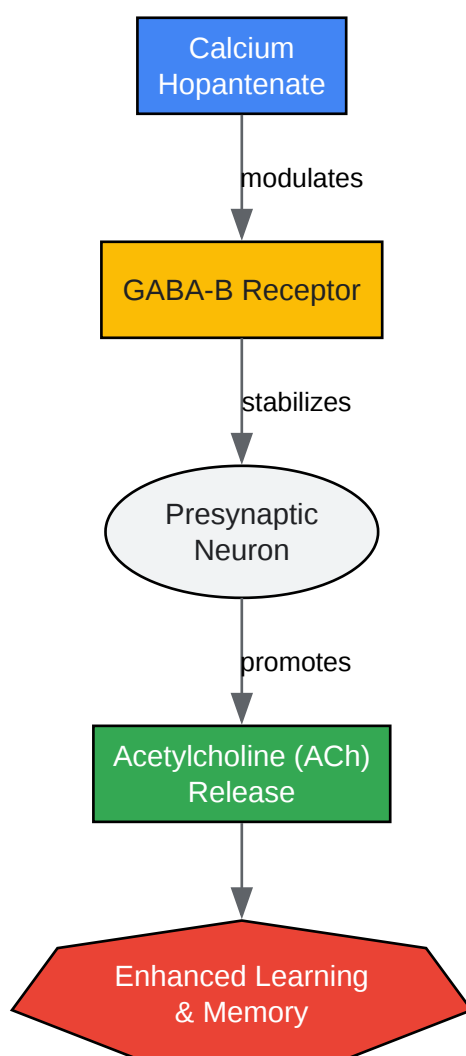 Calcium
Hopantenate
modulates
GABA-B Receptor
stabilizes
Presynaptic
Neuron
promotes
Acetylcholine (ACh)
Release
Enhanced Learning
& Memory